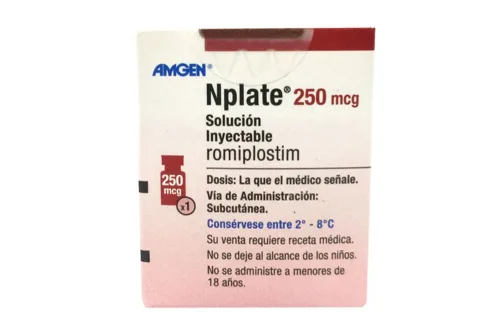 AMGEN®
Nplate® 250 mcg
Solución
Inyectable
romiplostim
250
mcg
x1
Dosis: La que el médico señale.
Vía de Administración:
Subcutánea.
Consérvese entre 2° - 8°C
Su venta requiere receta médica.
No se deje al alcance de los niños.
No se administre a menores de
18 años.